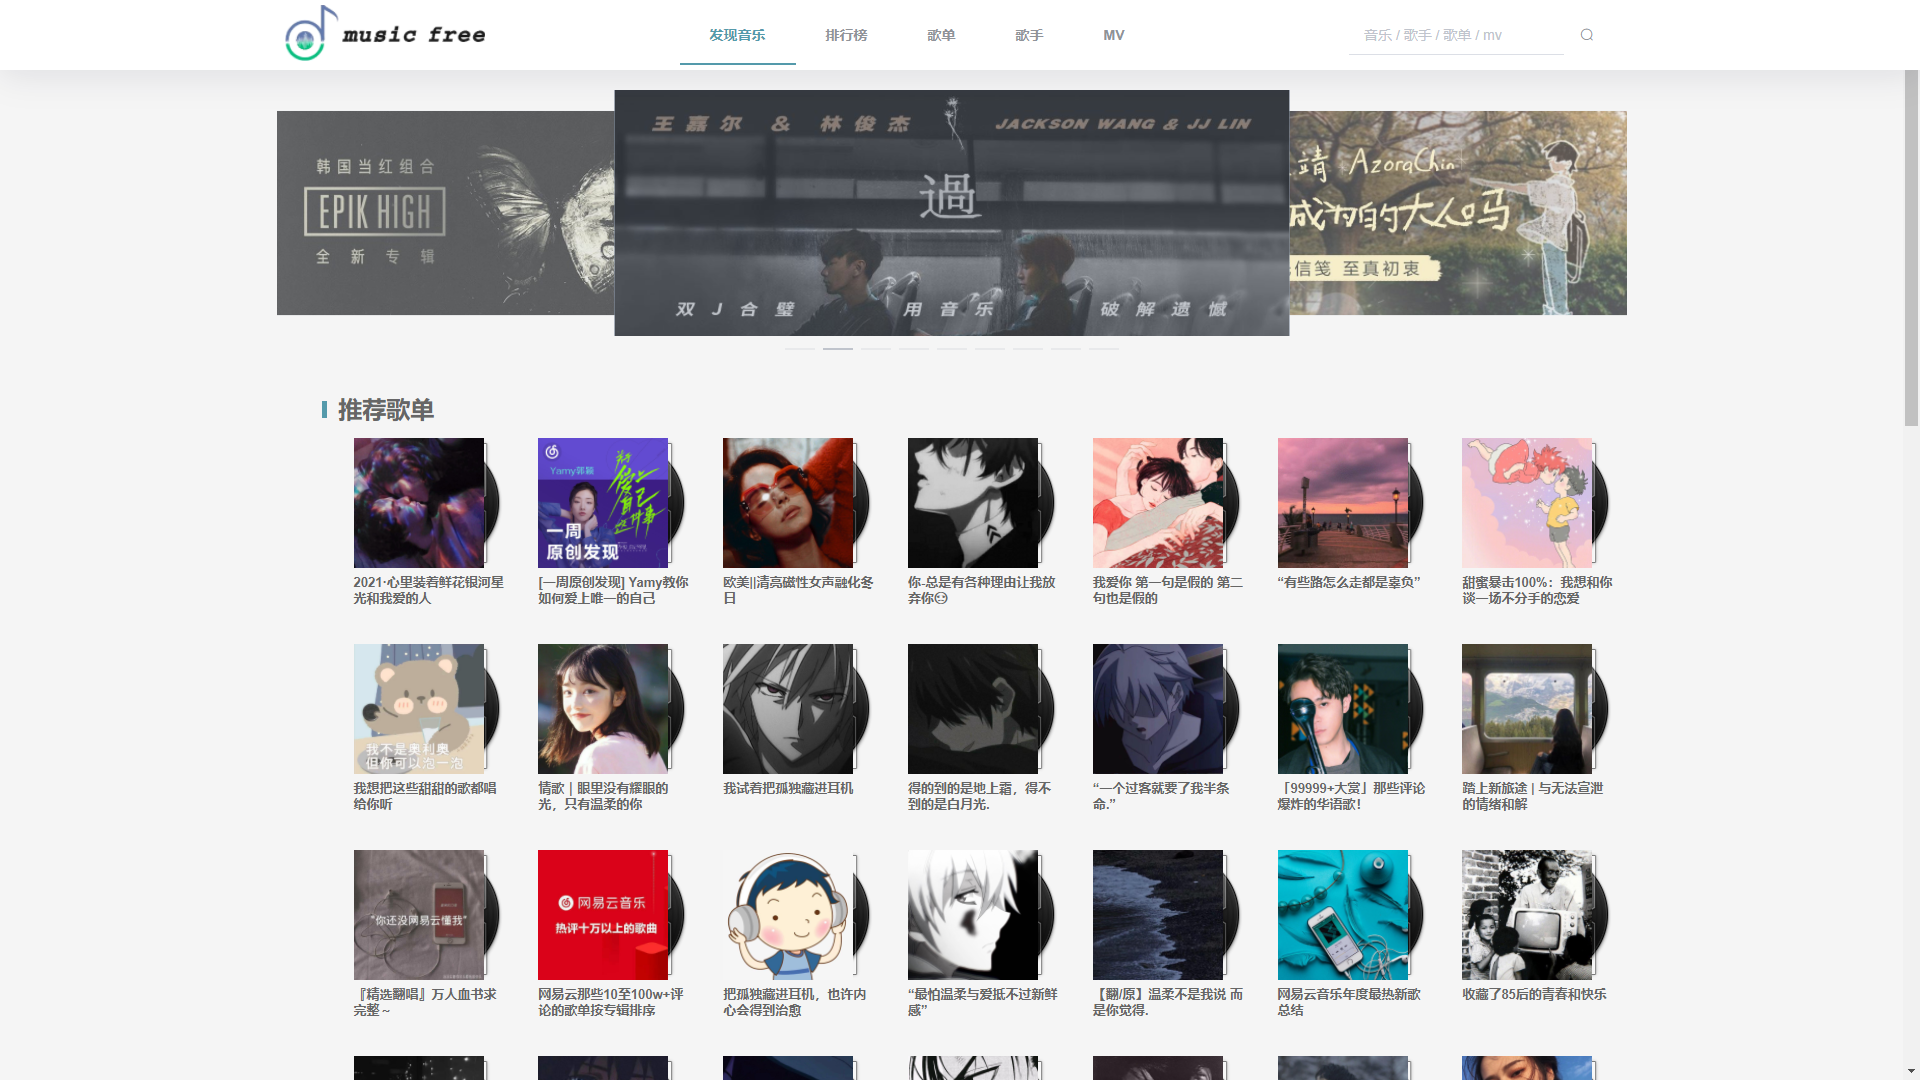 music free
发现音乐
排行榜
歌单
歌手
MV
音乐 / 歌手 / 歌单 / mv
韩国当红组合
EPIK HIGH
全新专辑
王嘉尔 & 林俊杰
JACKSON WANG & JJ LIN
過
双J合璧 用音乐 破解遗憾
靖 AzoraChin
成为的大人吗
信笺 至真初衷
推荐歌单
Yamy郭颖
关于爱上自己这件事
一周
原创发现
2021·心里装着鲜花银河星
光和我爱的人
[一周原创发现] Yamy教你
如何爱上唯一的自己
欧美||清亮磁性女声融化冬
日
你-总是有各种理由让我放
弃你😓
我爱你 第一句是假的 第二
句也是假的
“有些路怎么走都是辜负”
甜蜜暴击100%：我想和你
谈一场不分手的恋爱
我不是奥利奥
但你可以泡一泡
我想把这些甜甜的歌都唱
给你听
情歌 | 眼里没有耀眼的
光，只有温柔的你
我试着把孤独藏进耳机
得的到的是地上霜，得不
到的是白月光.
“一个过客就要了我半条
命.”
「99999+大赏」那些评论
爆炸的华语歌！
踏上新旅途 | 与无法宣泄
的情绪和解
“你还没网易云懂我”
网易云音乐
热评十万以上的歌曲
『精选翻唱』万人血书求
完整～
网易云那些10至100w+评
论的歌单按专辑排序
把孤独藏进耳机，也许内
心会得到治愈
“最怕温柔与爱抵不过新鲜
感”
【翻/原】温柔不是我说 而
是你觉得.
网易云音乐年度最热新歌
总结
收藏了85后的青春和快乐